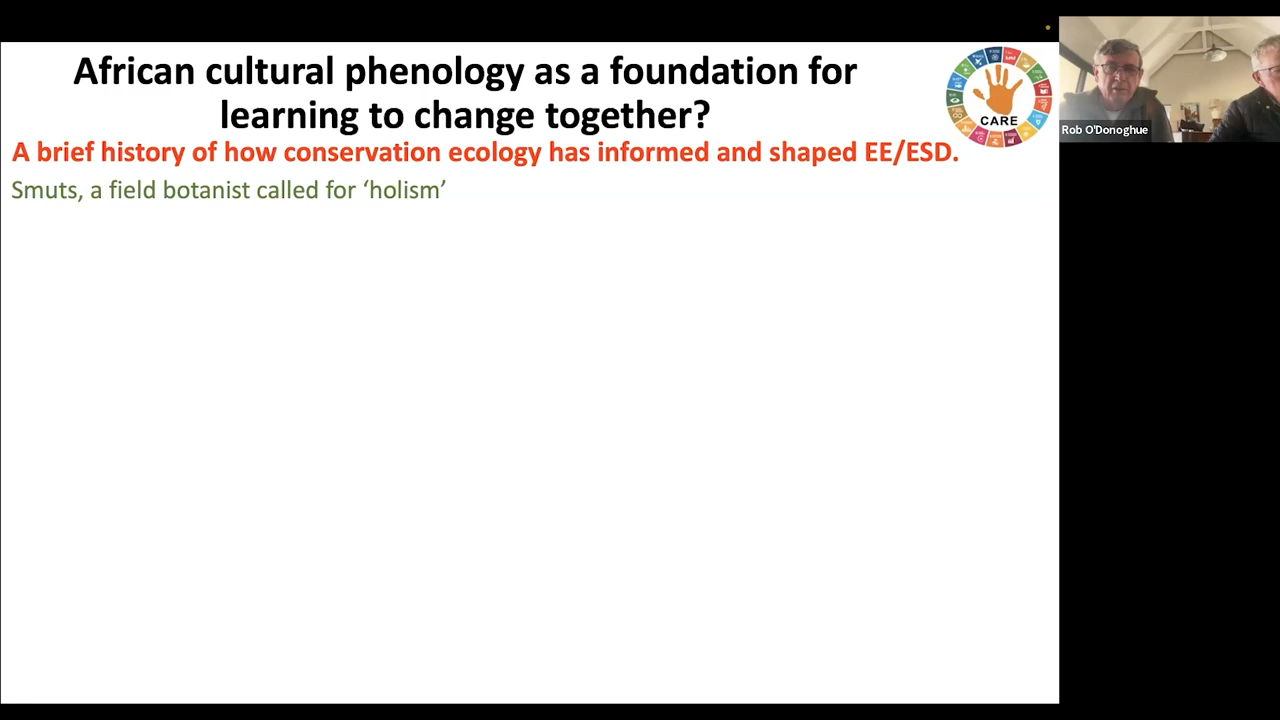 African cultural phenology as a foundation for
learning to change together?
A brief history of how conservation ecology has informed and shaped EE/ESD.
Smuts, a field botanist called for ‘holism’
CARE
Rob O'Donoghue